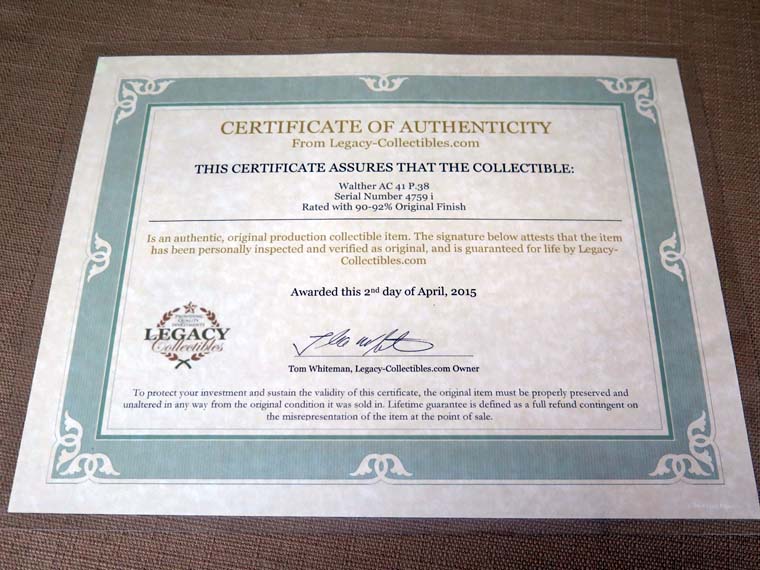 CERTIFICATE OF AUTHENTICITY
From Legacy-Collectibles.com
THIS CERTIFICATE ASSURES THAT THE COLLECTIBLE:
Walther AC 41 P.38
Serial Number 4759 i
Rated with 90-92% Original Finish
Is an authentic, original production collectible item. The signature below attests that the item
has been personally inspected and verified as original, and is guaranteed for life by Legacy-
Collectibles.com
Awarded this 2nd day of April, 2015
PROVIDING
QUALITY
INVESTMENTS
LEGACY
Collectibles
Tom Whiteman, Legacy-Collectibles.com Owner
To protect your investment and sustain the validity of this certificate, the original item must be properly preserved and
unaltered in any way from the original condition it was sold in. Lifetime guarantee is defined as a full refund contingent on
the misrepresentation of the item at the point of sale.